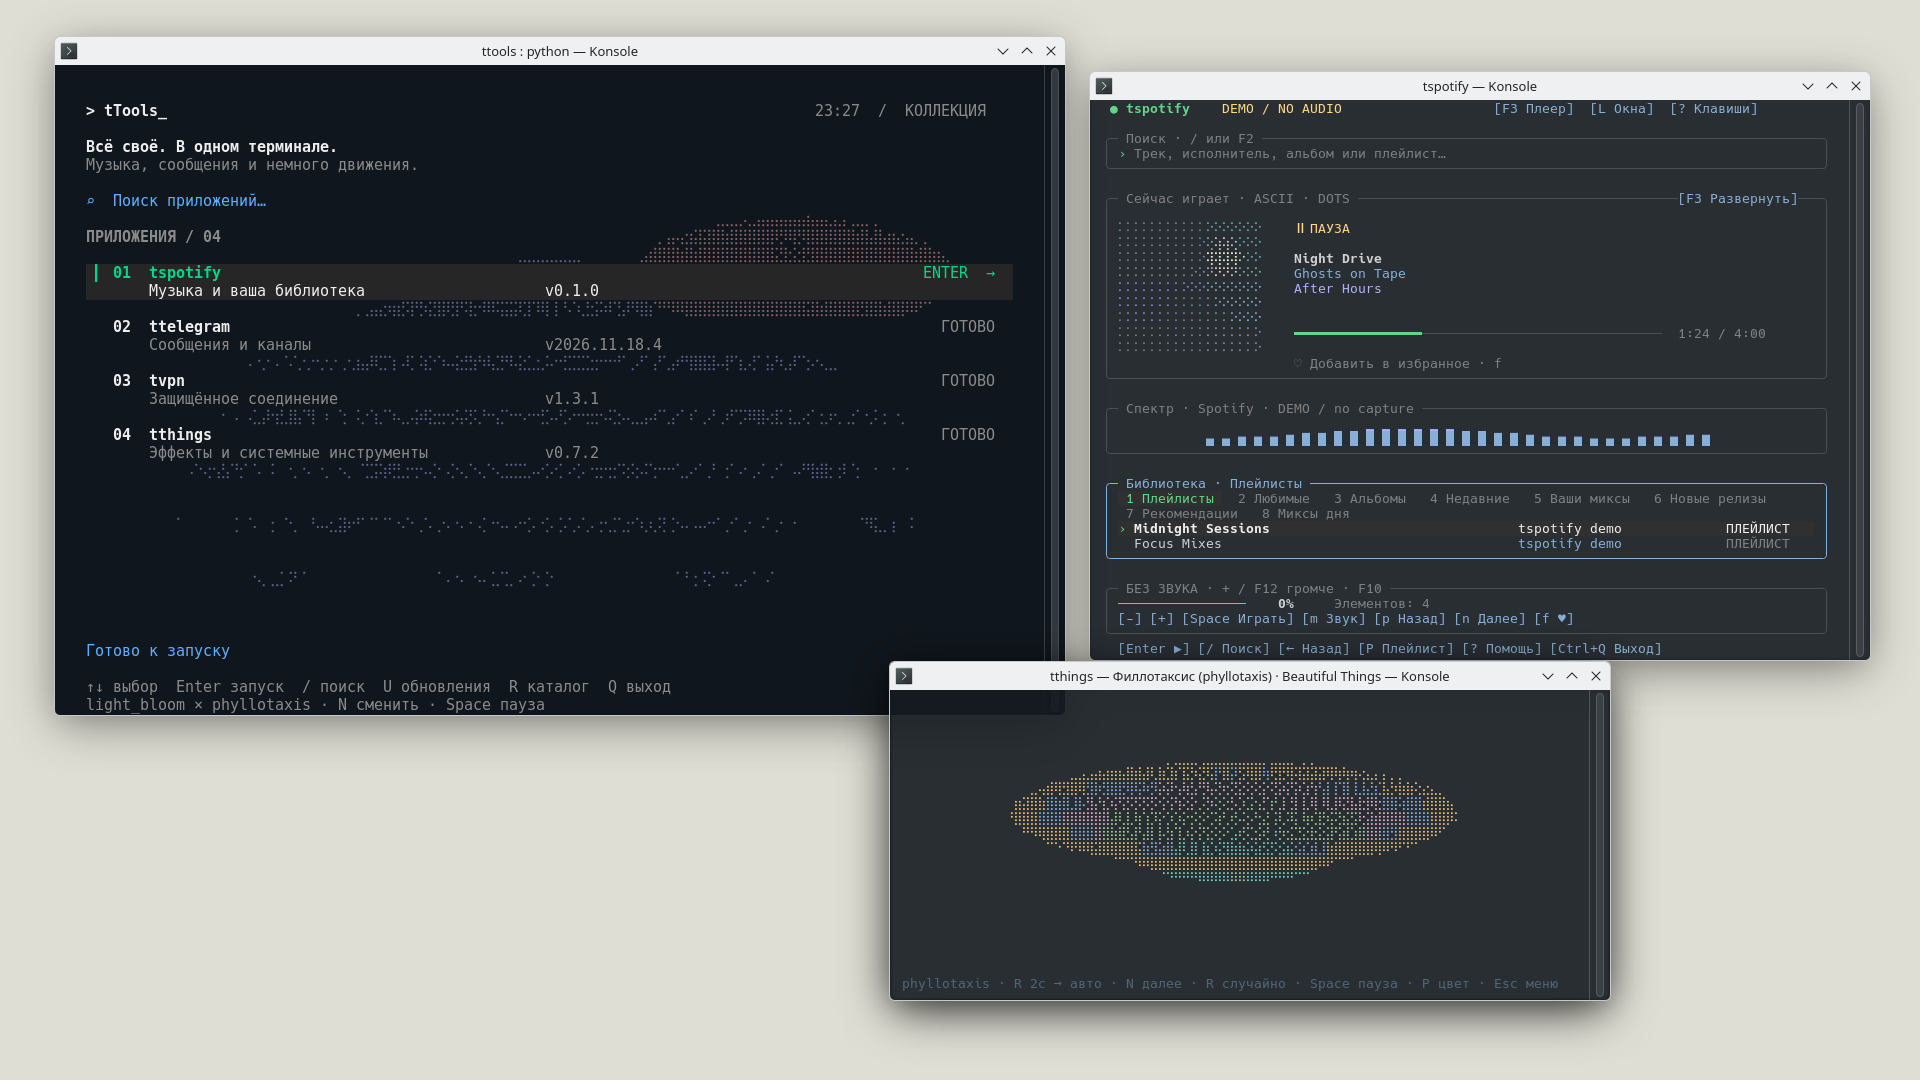 ttools : python — Konsole
> tTools_
23:27 / КОЛЛЕКЦИЯ
Всё своё. В одном терминале.
Музыка, сообщения и немного движения.
⌕ Поиск приложений…
ПРИЛОЖЕНИЯ / 04
01 tspotify ENTER →
Музыка и ваша библиотека v0.1.0
02 ttelegram ГОТОВО
Сообщения и каналы v2026.11.18.4
03 tvpn ГОТОВО
Защищённое соединение v1.3.1
04 tthings ГОТОВО
Эффекты и системные инструменты v0.7.2
Готово к запуску
↑↓ выбор Enter запуск / поиск U обновления R каталог Q выход
light_bloom × phyllotaxis · N сменить · Space пауза
tspotify — Konsole
● tspotify DEMO / NO AUDIO [F3 Плеер] [L Окна] [? Клавиши]
Поиск · / или F2
› Трек, исполнитель, альбом или плейлист…
Сейчас играет · ASCII · DOTS [F3 Развернуть]
⏸ ПАУЗА
Night Drive
Ghosts on Tape
After Hours
1:24 / 4:00
♡ Добавить в избранное · f
Спектр · Spotify · DEMO / no capture
Библиотека · Плейлисты
1 Плейлисты 2 Любимые 3 Альбомы 4 Недавние 5 Ваши миксы 6 Новые релизы
7 Рекомендации 8 Миксы дня
› Midnight Sessions tspotify demo ПЛЕЙЛИСТ
Focus Mixes tspotify demo ПЛЕЙЛИСТ
БЕЗ ЗВУКА · + / F12 громче · F10
0% Элементов: 4
[-] [+] [Space Играть] [m Звук] [p Назад] [n Далее] [f ♥]
[Enter ▶] [/ Поиск] [← Назад] [P Плейлист] [? Помощь] [Ctrl+Q Выход]
tthings — Филлотаксис (phyllotaxis) · Beautiful Things — Konsole
phyllotaxis · R 2с → авто · N далее · R случайно · Space пауза · P цвет · Esc меню